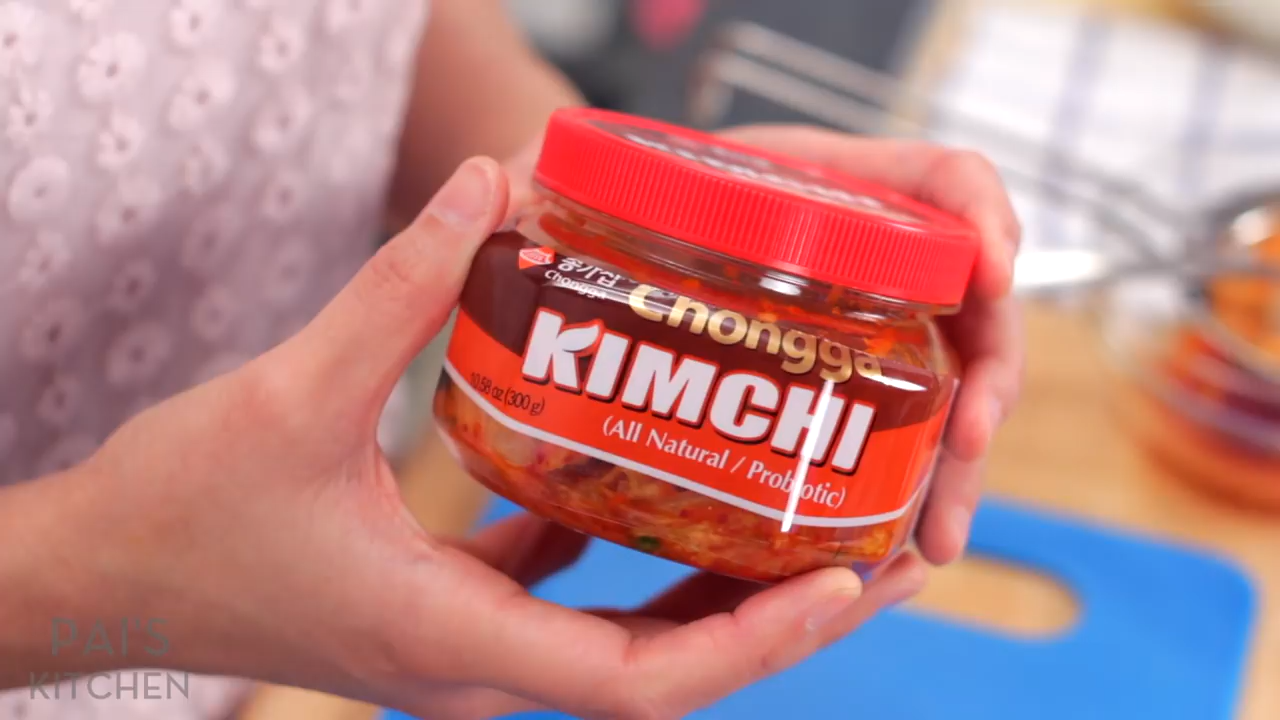 종가집
Chongga
Chongga
KIMCHI
10.58 oz (300 g)
(All Natural / Probiotic)
PAI'S
KITCHEN